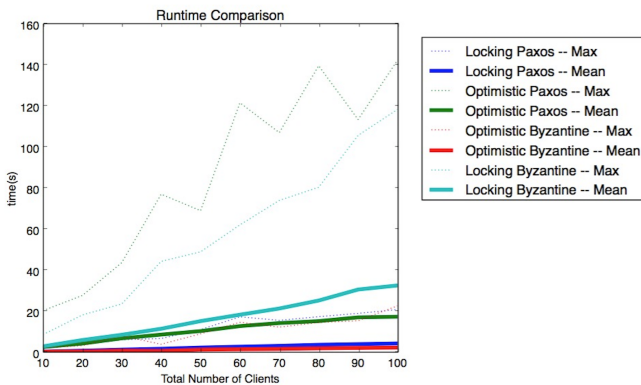 Runtime Comparison
160
140
120
100
80
60
40
20
0
time(s)
10 20 30 40 50 60 70 80 90 100
Total Number of Clients
Locking Paxos -- Max
Locking Paxos -- Mean
Optimistic Paxos -- Max
Optimistic Paxos -- Mean
Optimistic Byzantine -- Max
Optimistic Byzantine -- Mean
Locking Byzantine -- Max
Locking Byzantine -- Mean